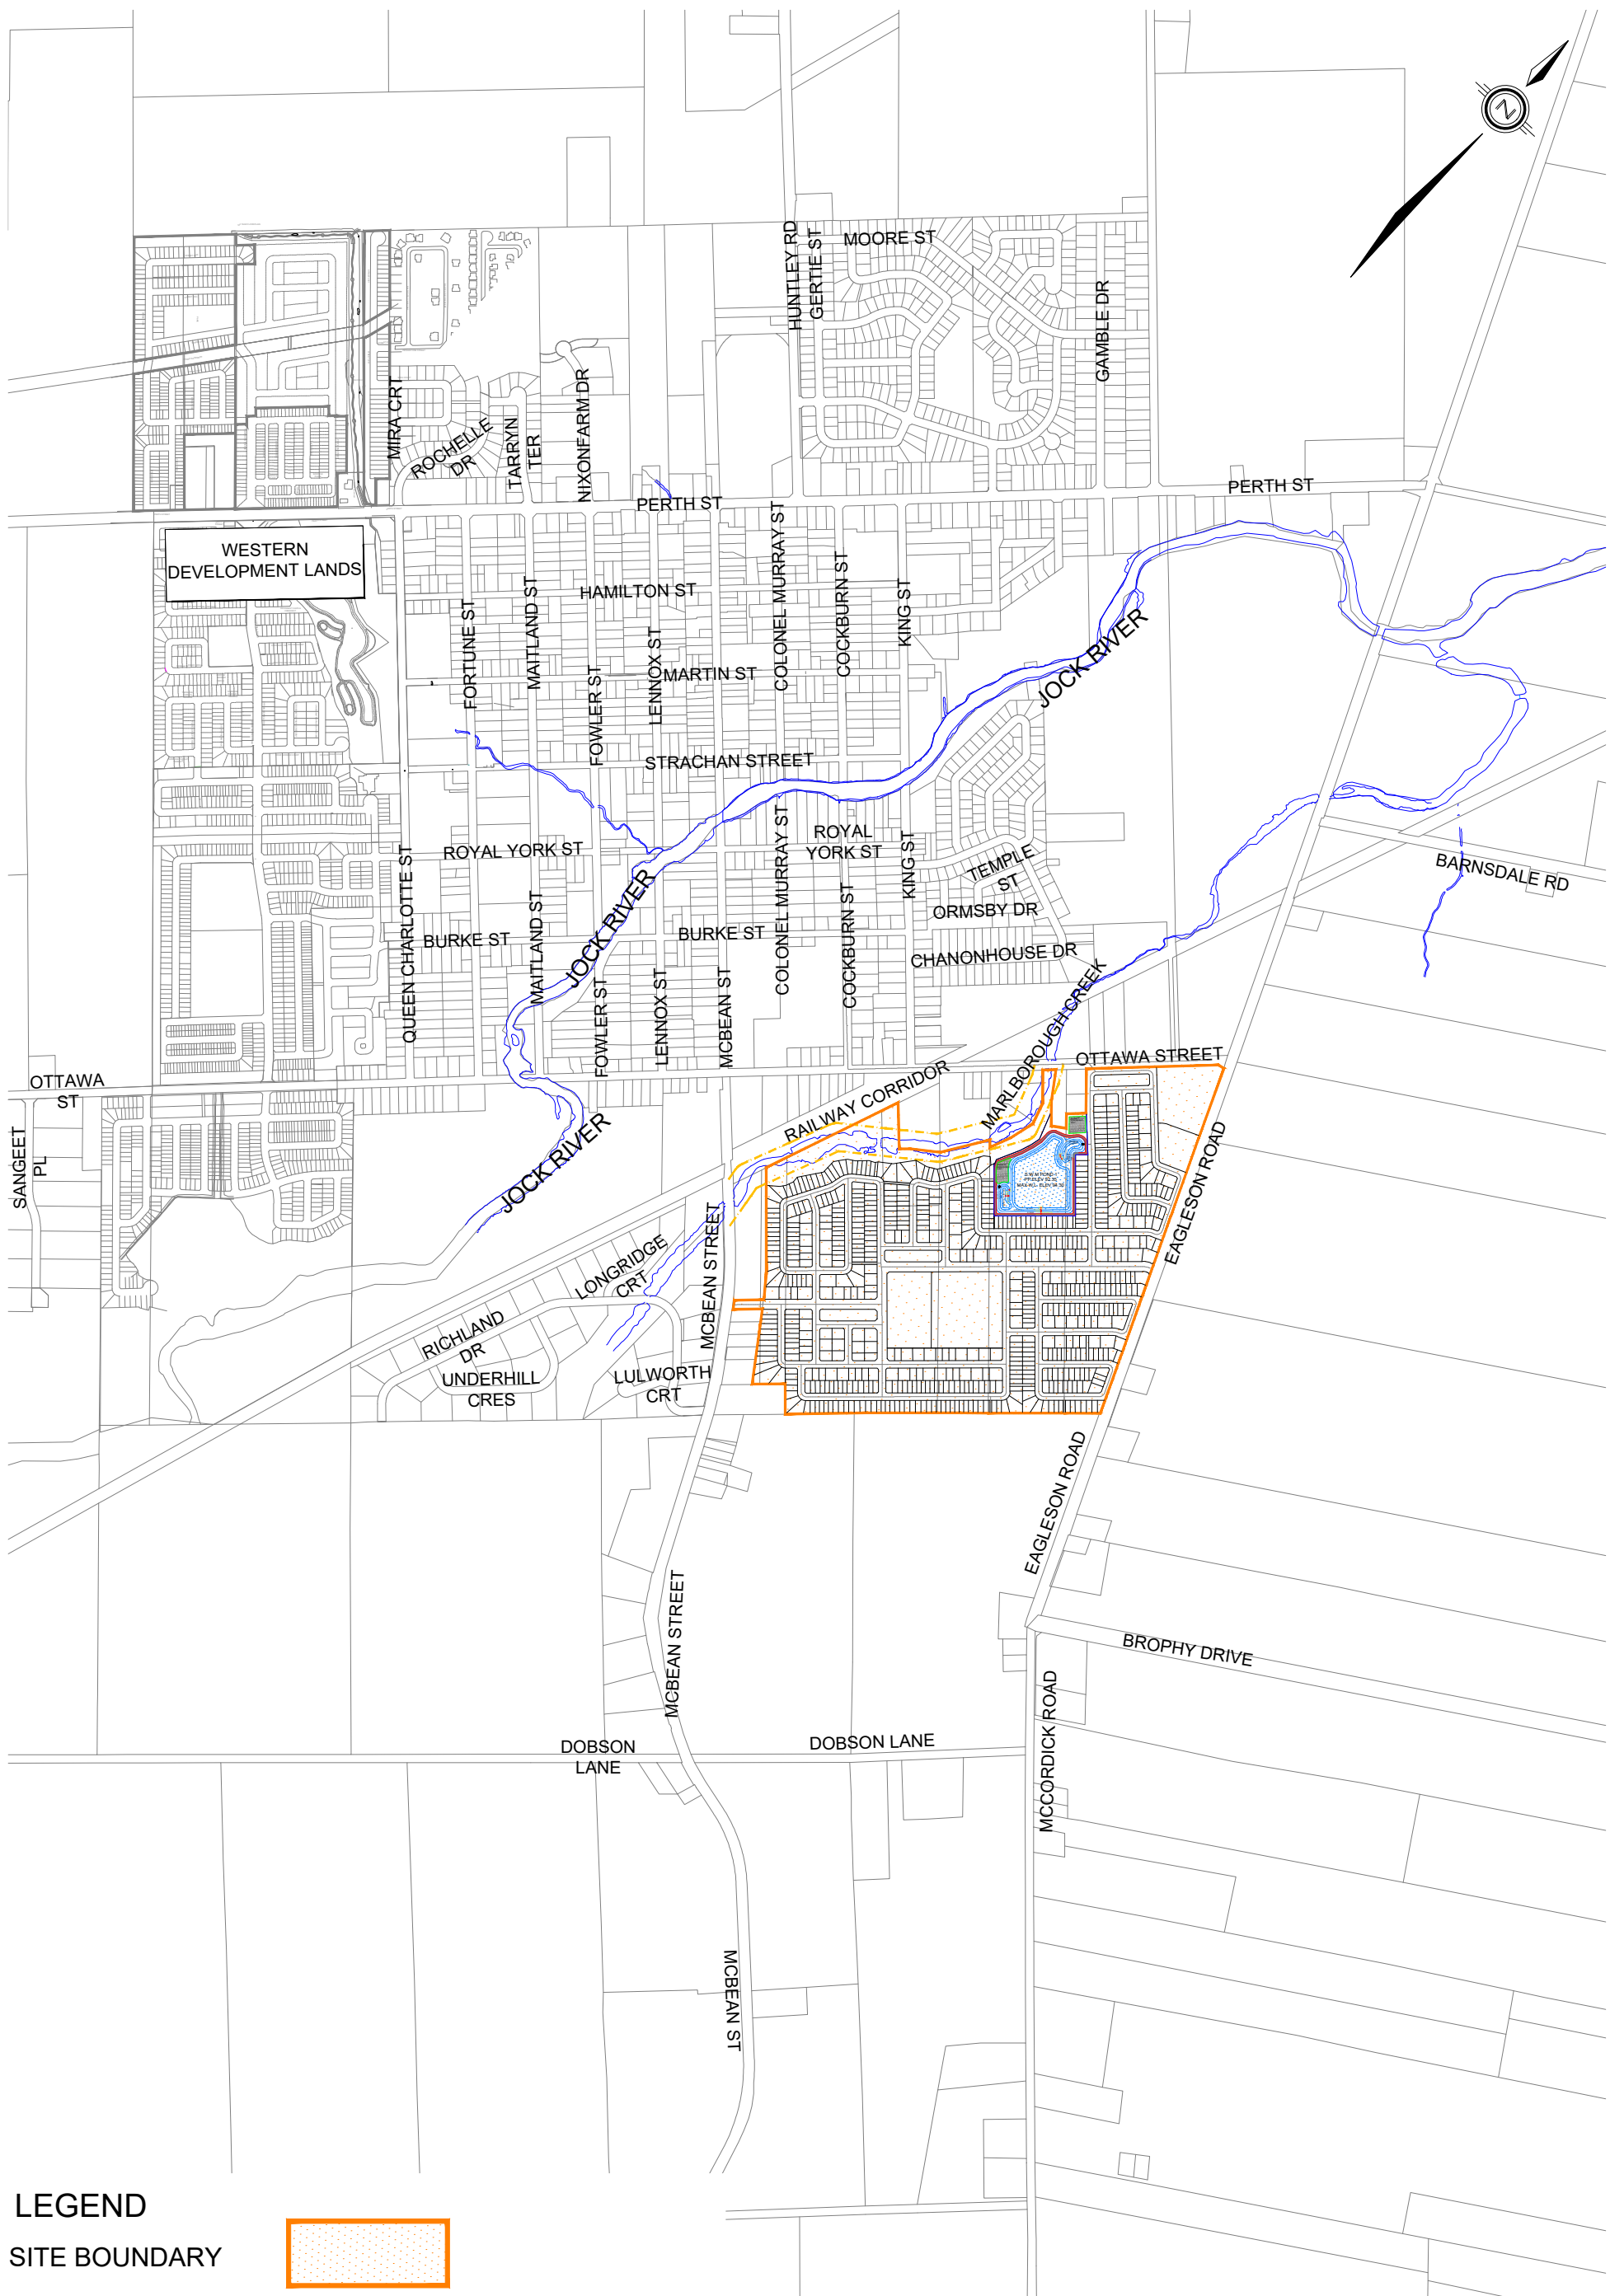 N
MOORE ST
HUNTLEY RD
GERTIE ST
GAMBLE DR
MIRA CRT
ROCHELLE
DR
TARRYN
TER
NIXONFARM DR
PERTH ST
PERTH ST
WESTERN
DEVELOPMENT LANDS
HAMILTON ST
FORTUNE ST
MAITLAND ST
FOWLER ST
LENNOX ST
MARTIN ST
COLONEL MURRAY ST
COCKBURN ST
KING ST
JOCK RIVER
STRACHAN STREET
ROYAL YORK ST
ROYAL
YORK ST
QUEEN CHARLOTTE ST
MAITLAND ST
JOCK RIVER
COLONEL MURRAY ST
COCKBURN ST
KING ST
TEMPLE
ST
BARNSDALE RD
ORMSBY DR
BURKE ST
BURKE ST
CHANONHOUSE DR
FOWLER ST
LENNOX ST
MCBEAN ST
MARLBOROUGH CREEK
OTTAWA STREET
OTTAWA
ST
RAILWAY CORRIDOR
SANGEET
PL
JOCK RIVER
EAGLESON ROAD
MCBEAN STREET
LONGRIDGE
CRT
RICHLAND
DR
UNDERHILL
CRES
LULWORTH
CRT
EAGLESON ROAD
MCBEAN STREET
BROPHY DRIVE
MCCORDICK ROAD
DOBSON
LANE
DOBSON LANE
MCBEAN ST
LEGEND
SITE BOUNDARY